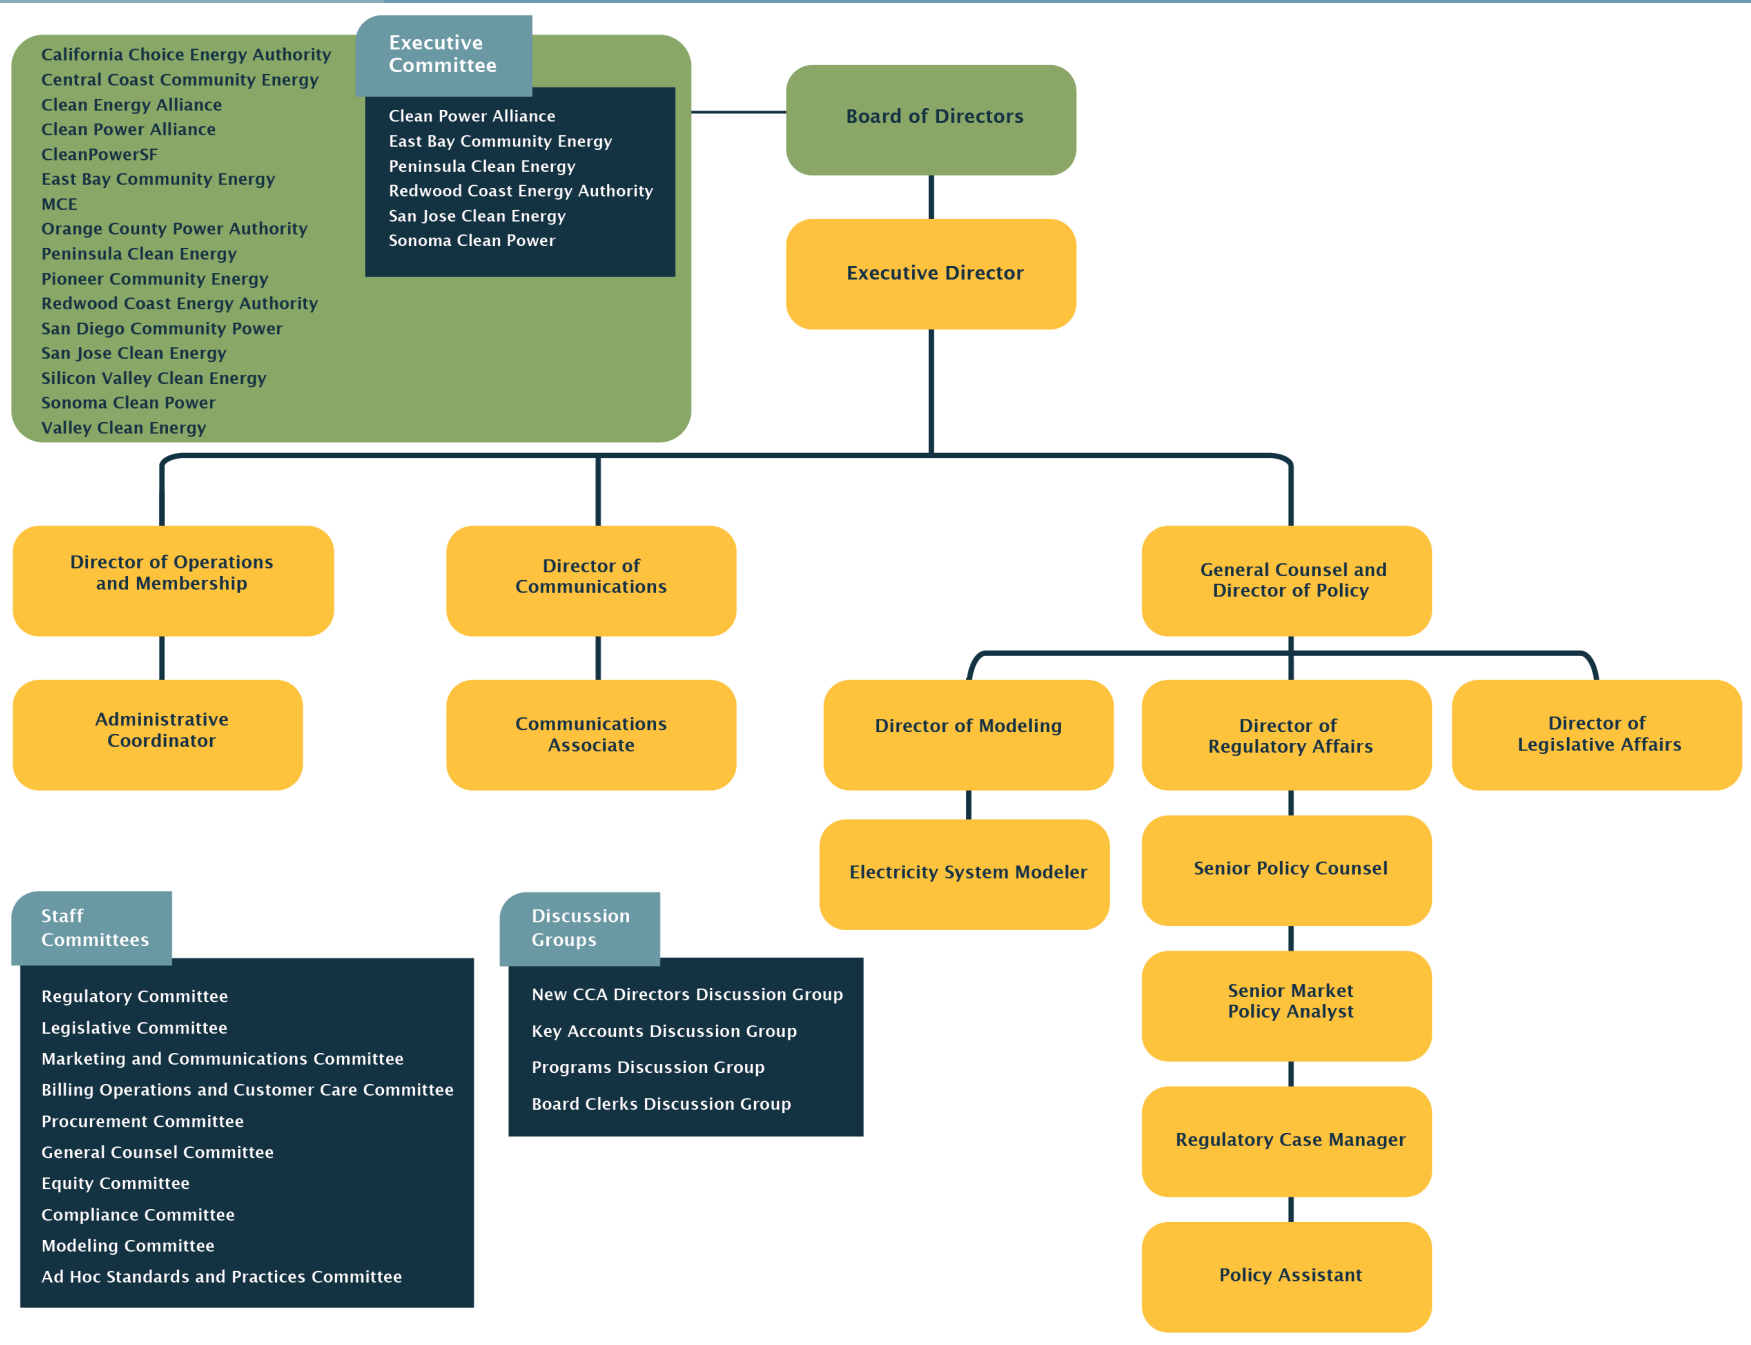 California Choice Energy Authority
Central Coast Community Energy
Clean Energy Alliance
Clean Power Alliance
CleanPowerSF
East Bay Community Energy
MCE
Orange County Power Authority
Peninsula Clean Energy
Pioneer Community Energy
Redwood Coast Energy Authority
San Diego Community Power
San Jose Clean Energy
Silicon Valley Clean Energy
Sonoma Clean Power
Valley Clean Energy
Executive
Committee
Clean Power Alliance
East Bay Community Energy
Peninsula Clean Energy
Redwood Coast Energy Authority
San Jose Clean Energy
Sonoma Clean Power
Board of Directors
Executive Director
Director of Operations
and Membership
Director of
Communications
General Counsel and
Director of Policy
Administrative
Coordinator
Communications
Associate
Director of Modeling
Director of
Regulatory Affairs
Director of
Legislative Affairs
Electricity System Modeler
Senior Policy Counsel
Senior Market
Policy Analyst
Regulatory Case Manager
Policy Assistant
Staff
Committees
Regulatory Committee
Legislative Committee
Marketing and Communications Committee
Billing Operations and Customer Care Committee
Procurement Committee
General Counsel Committee
Equity Committee
Compliance Committee
Modeling Committee
Ad Hoc Standards and Practices Committee
Discussion
Groups
New CCA Directors Discussion Group
Key Accounts Discussion Group
Programs Discussion Group
Board Clerks Discussion Group